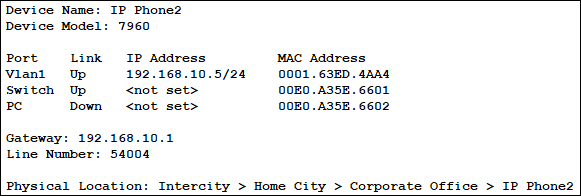 Device Name: IP Phone2
Device Model: 7960
Port Link IP Address MAC Address
Vlan1 Up 192.168.10.5/24 0001.63ED.4AA4
Switch Up <not set> 00E0.A35E.6601
PC Down <not set> 00E0.A35E.6602
Gateway: 192.168.10.1
Line Number: 54004
Physical Location: Intercity > Home City > Corporate Office > IP Phone2